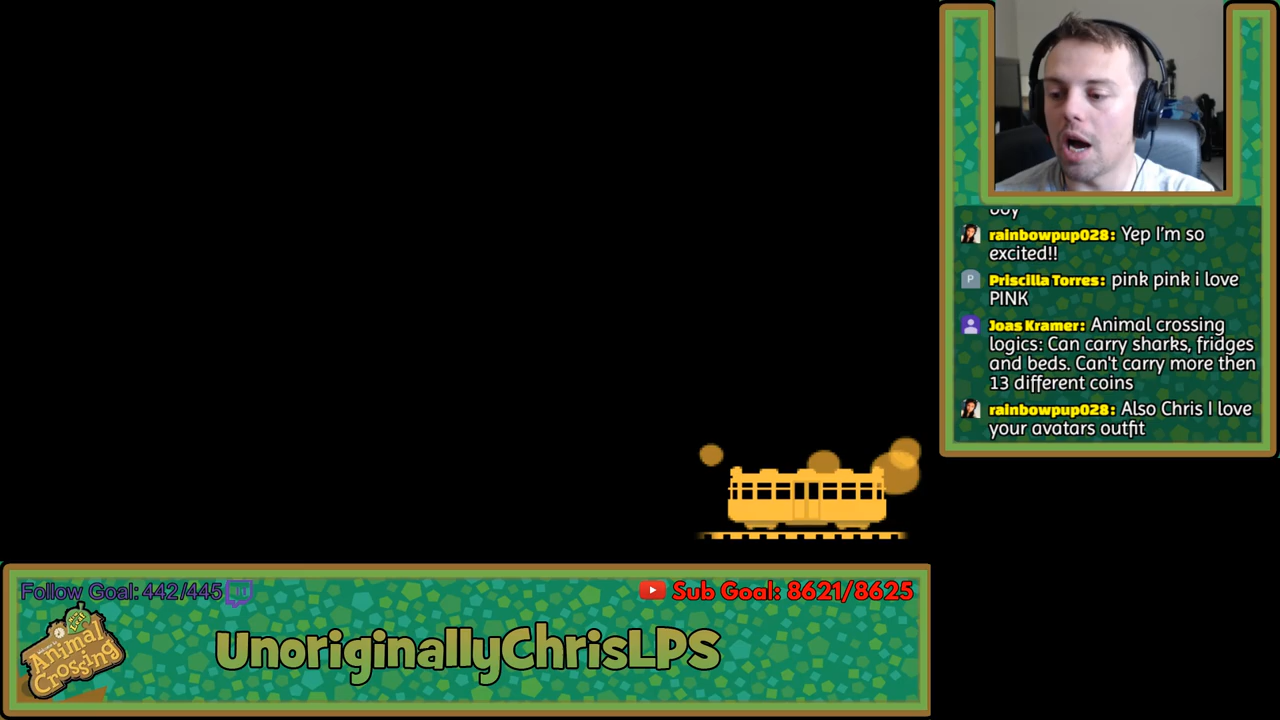 rainbowpup028: Yep I'm so
excited!!
P
Priscilla Torres: pink pink i love
PINK
Joas Kramer: Animal crossing
logics: Can carry sharks, fridges
and beds. Can't carry more then
13 different coins
rainbowpup028: Also Chris I love
your avatars outfit
Follow Goal: 442/445
Sub Goal: 8621/8625
Animal
Crossing
UnoriginallyChrisLPS